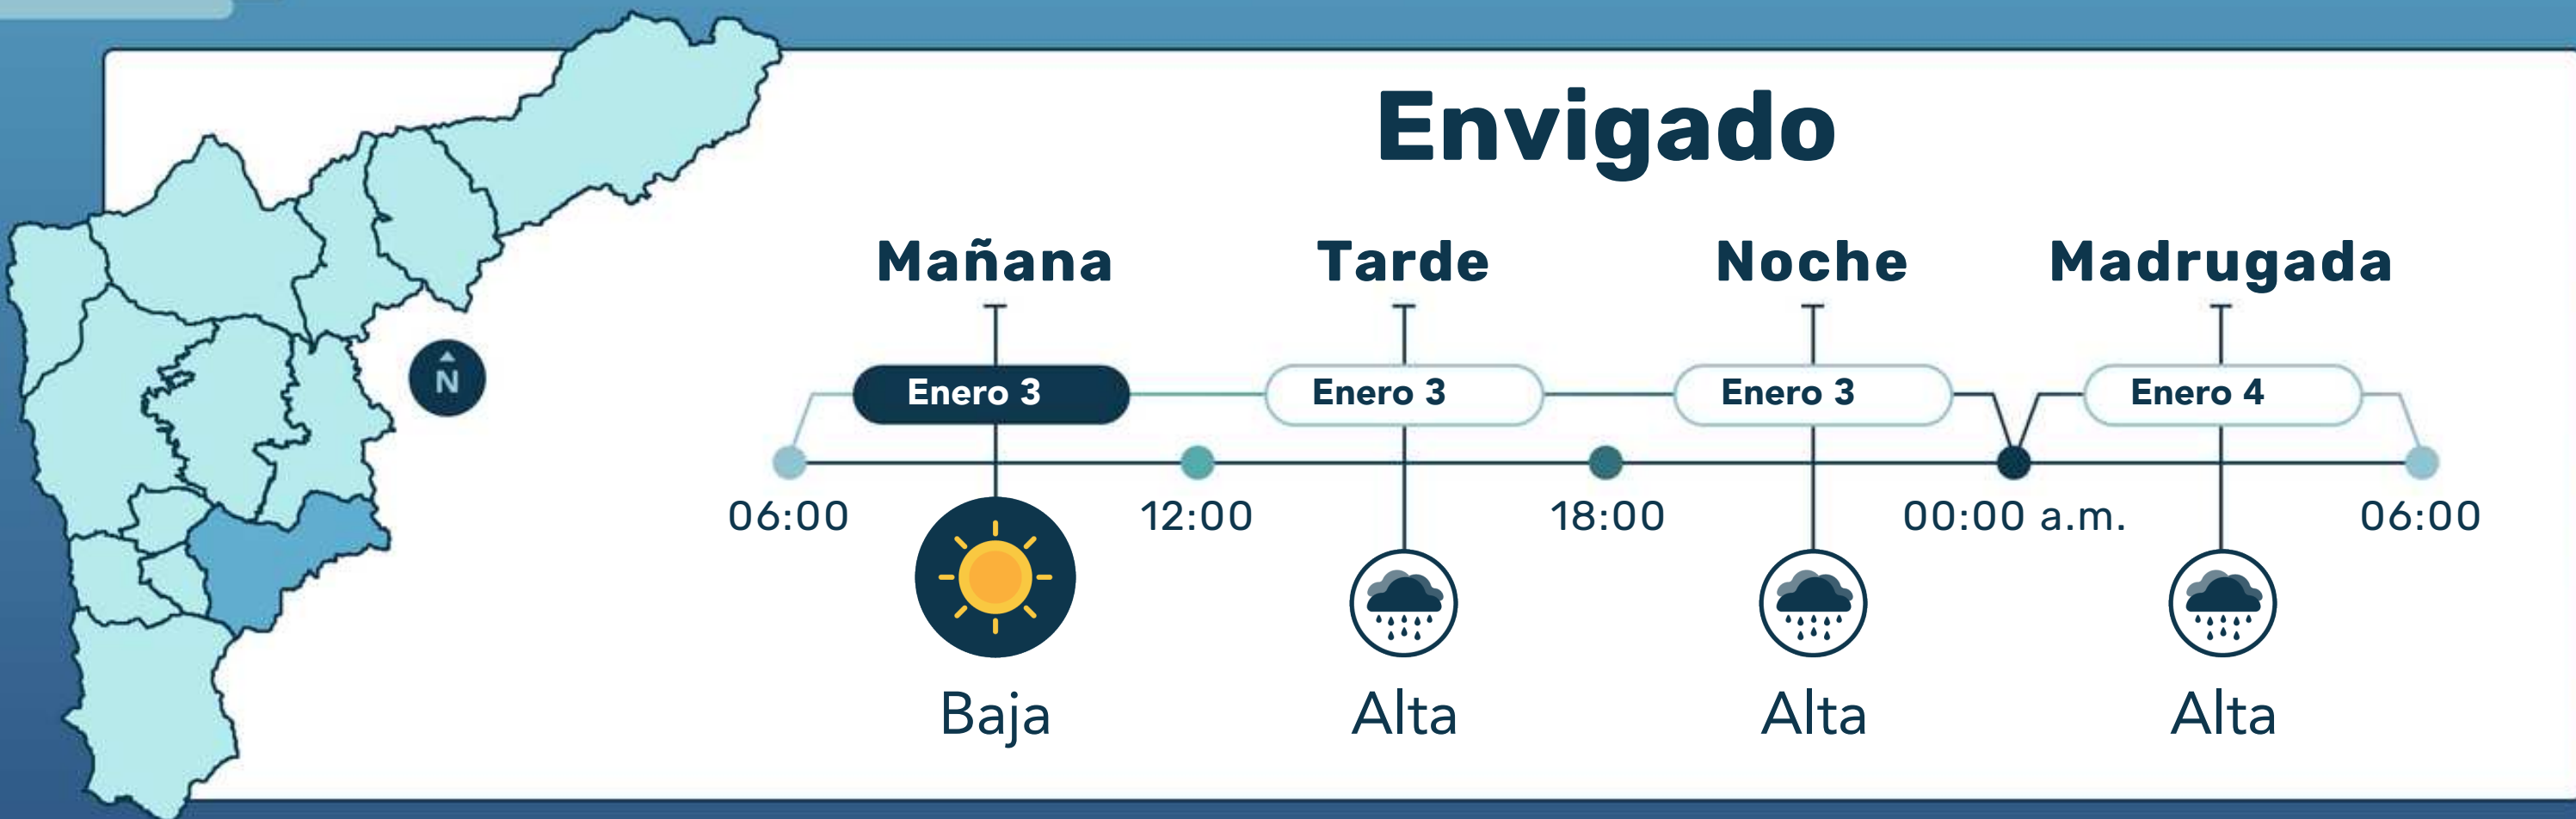 Envigado
Mañana Tarde Noche Madrugada
N
Enero 3 Enero 3 Enero 3 Enero 4
06:00 12:00 18:00 00:00 a.m. 06:00
Baja Alta Alta Alta